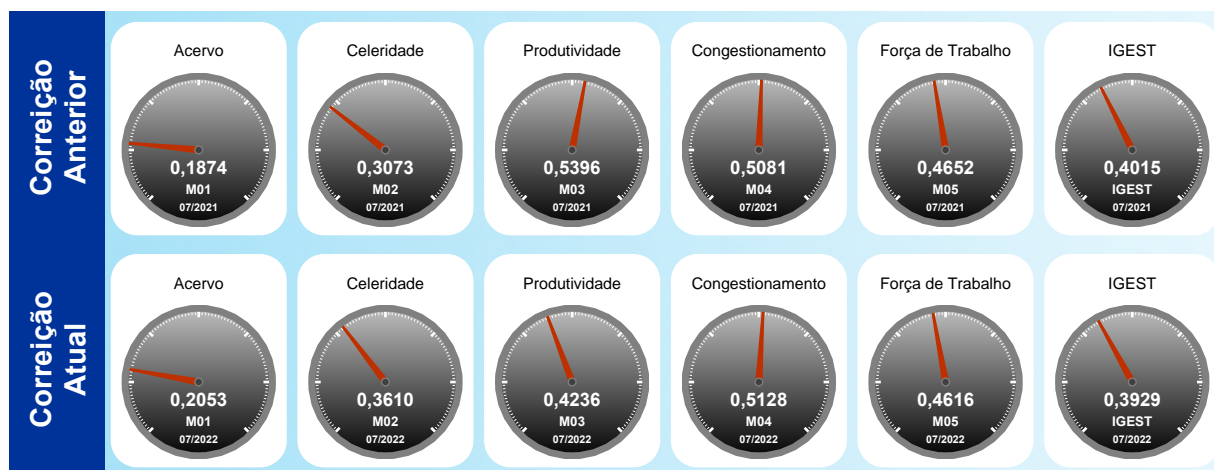 Correição
Anterior
Acervo
0,1874
M01
07/2021
Celeridade
0,3073
M02
07/2021
Produtividade
0,5396
M03
07/2021
Congestionamento
0,5081
M04
07/2021
Força de Trabalho
0,4652
M05
07/2021
IGEST
0,4015
IGEST
07/2021
Correição
Atual
Acervo
0,2053
M01
07/2022
Celeridade
0,3610
M02
07/2022
Produtividade
0,4236
M03
07/2022
Congestionamento
0,5128
M04
07/2022
Força de Trabalho
0,4616
M05
07/2022
IGEST
0,3929
IGEST
07/2022